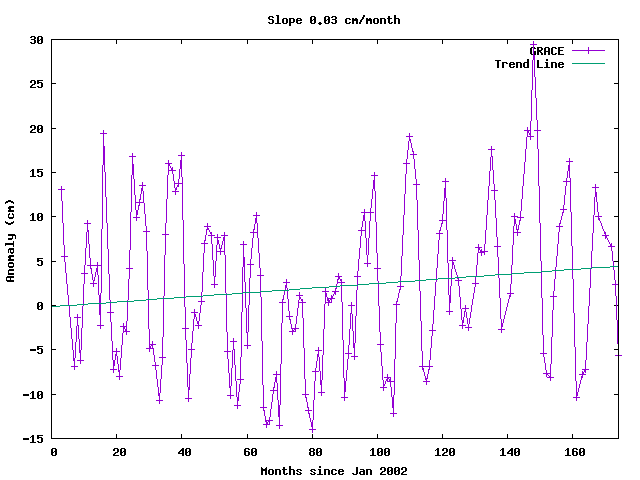 Slope 0.03 cm/month
GRACE
Trend Line
30
25
20
15
10
5
0
-5
-10
-15
Anomaly (cm)
0 20 40 60 80 100 120 140 160
Months since Jan 2002